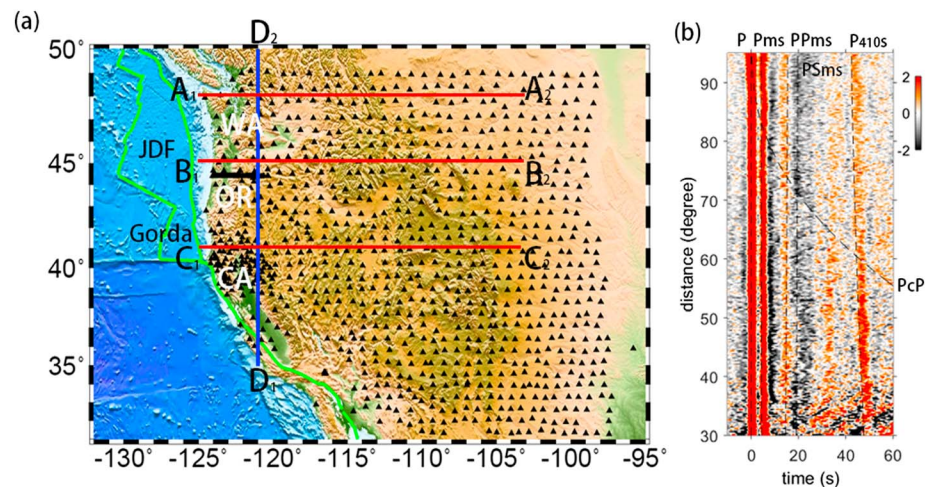 (a)
D₂
50°
A₁
A₂
WA
JDF
45°
B₁
B₂
OR
Gorda
C₁
C₂
40°
CA
35°
D₁
-130° -125° -120° -115° -110° -105° -100° -95°
(b)
P Pms PPms P₄₁₀s
PSms
90
80
70
60
50
40
30
distance (degree)
2
0
-2
PcP
0 20 40 60
time (s)